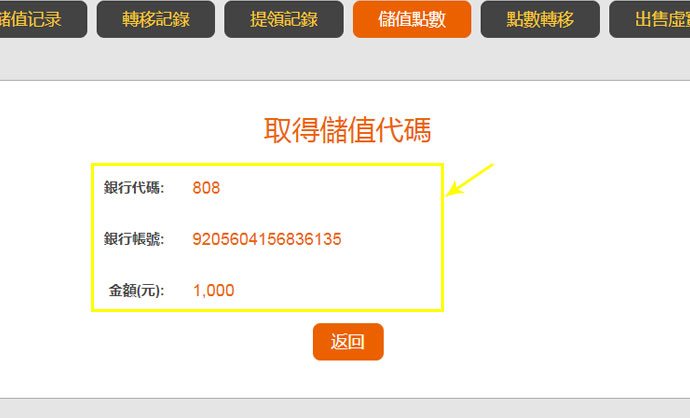 儲值记录 轉移記錄 提領記錄 儲值點數 點數轉移 出售虛寶
取得儲值代碼
銀行代碼: 808
銀行帳號: 9205604156836135
金額(元): 1,000
返回